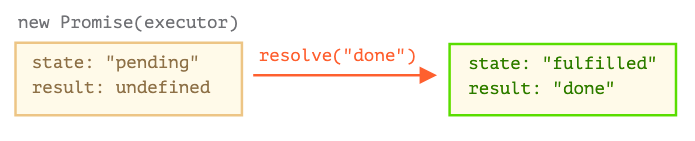 new Promise(executor)
state: "pending"
result: undefined
resolve("done")
state: "fulfilled"
result: "done"